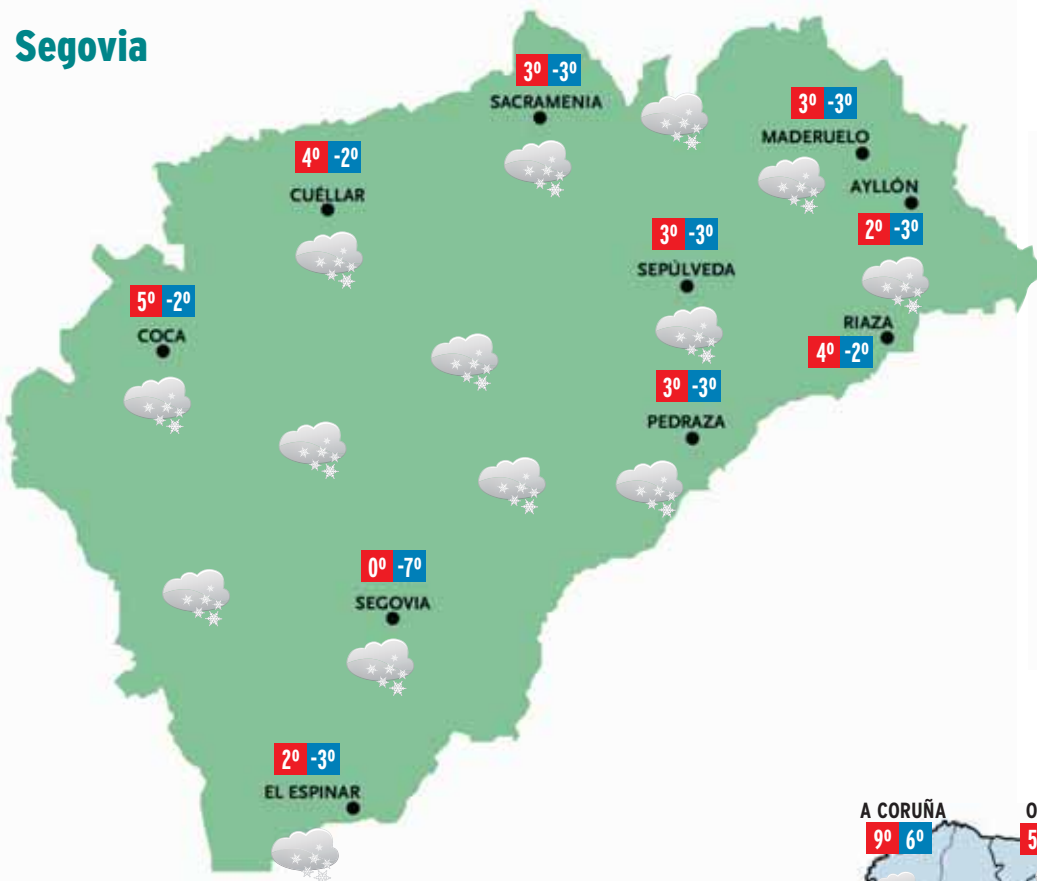 Segovia
3º -3º
SACRAMENIA
3º -3º
MADERUELO
4º -2º
CUÉLLAR
AYLLÓN
2º -3º
3º -3º
SEPÚLVEDA
5º -2º
COCA
RIAZA
4º -2º
3º -3º
PEDRAZA
0º -7º
SEGOVIA
2º -3º
EL ESPINAR
A CORUÑA
9º 6º